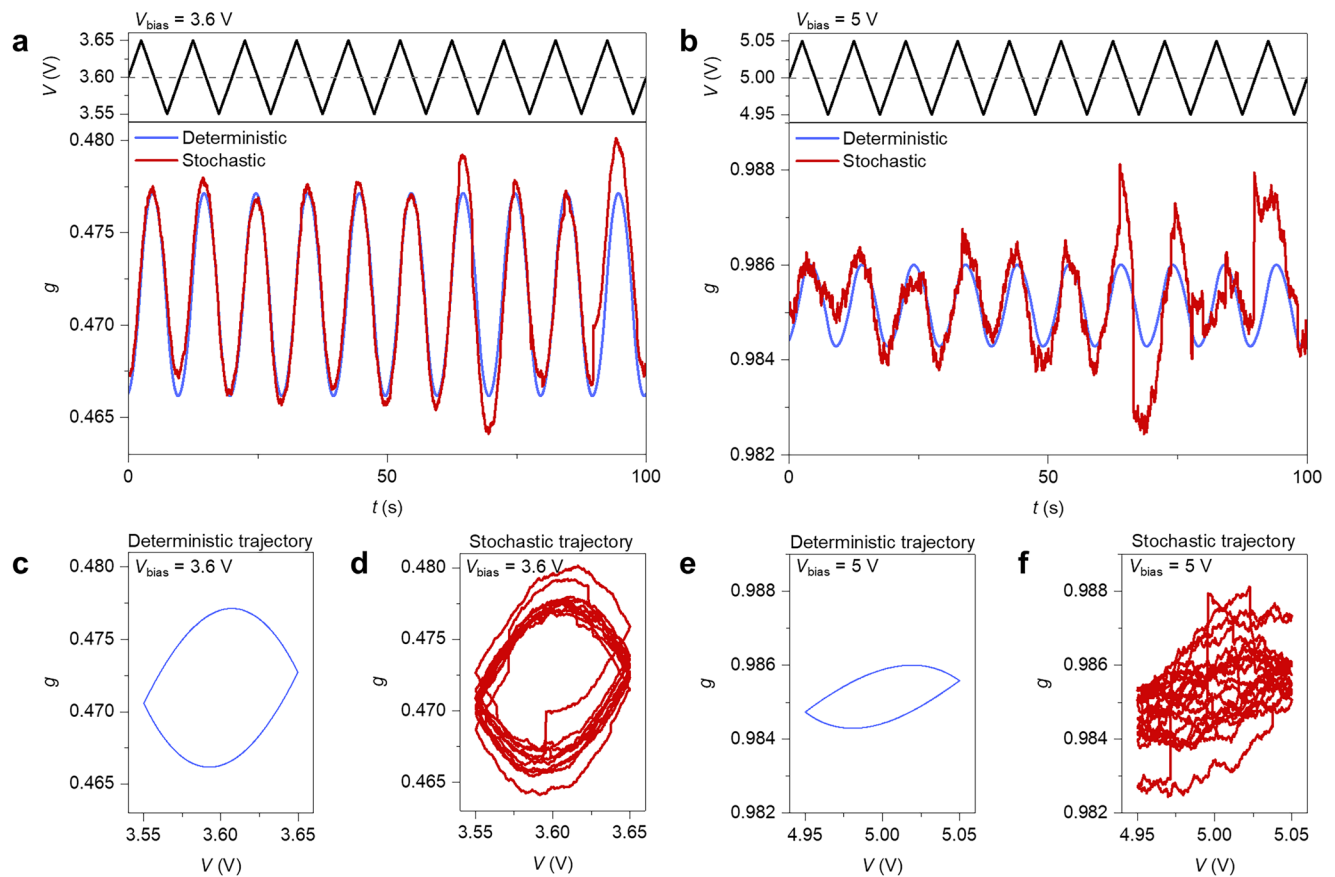 a
V_bias = 3.6 V
V (V)
3.65
3.60
3.55
Deterministic
Stochastic
g
0.480
0.475
0.470
0.465
0
50
100
t (s)
b
V_bias = 5 V
V (V)
5.05
5.00
4.95
Deterministic
Stochastic
g
0.988
0.986
0.984
0.982
0
50
100
t (s)
c
Deterministic trajectory
V_bias = 3.6 V
g
0.480
0.475
0.470
0.465
3.55
3.60
3.65
V (V)
d
Stochastic trajectory
V_bias = 3.6 V
g
0.480
0.475
0.470
0.465
3.55
3.60
3.65
V (V)
e
Deterministic trajectory
V_bias = 5 V
g
0.988
0.986
0.984
0.982
4.95
5.00
5.05
V (V)
f
Stochastic trajectory
V_bias = 5 V
g
0.988
0.986
0.984
0.982
4.95
5.00
5.05
V (V)